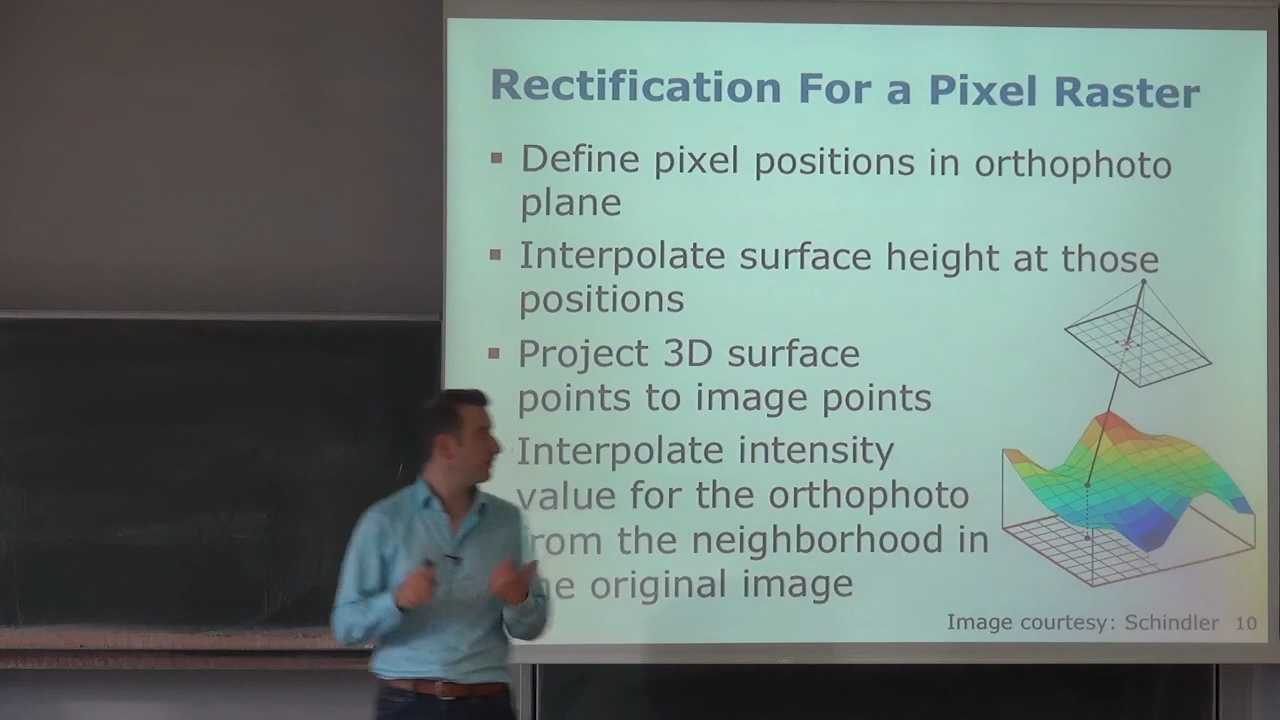 Rectification For a Pixel Raster
▪ Define pixel positions in orthophoto
plane
▪ Interpolate surface height at those
positions
▪ Project 3D surface
points to image points
Interpolate intensity
value for the orthophoto
from the neighborhood in
the original image
Image courtesy: Schindler 10